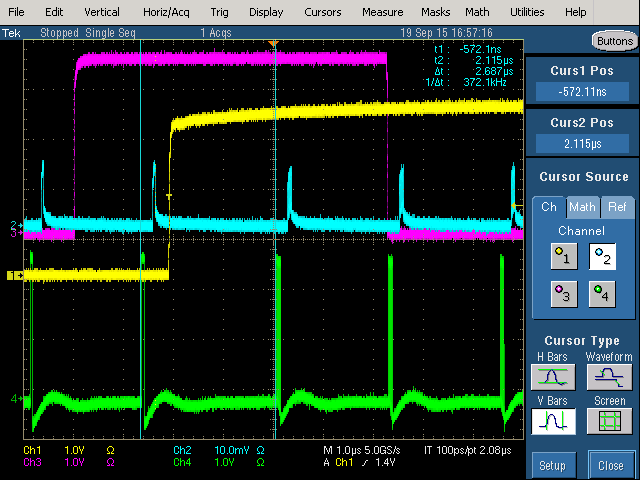 File Edit Vertical Horiz/Acq Trig Display Cursors Measure Masks Math Utilities Help
Tek Stopped Single Seq 1 Acqs 19 Sep 15 16:57:16 Buttons
t1 : -572.1ns
t2 : 2.115µs
Δt : 2.687µs
1/Δt : 372.1kHz
Curs1 Pos
-572.11ns
Curs2 Pos
2.115µs
Cursor Source
Ch Math Ref
Channel
1 2
3 4
Cursor Type
H Bars Waveform
V Bars Screen
Setup Close
2
3
1
4
Ch1 1.0V Ω Ch2 10.0mV Ω M 1.0µs 5.0GS/s IT 100ps/pt 2.08µs
Ch3 1.0V Ω Ch4 1.0V Ω A Ch1 ⁄ 1.4V